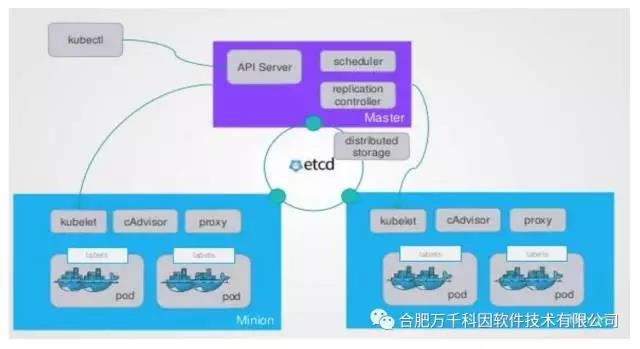 kubectl
API Server
scheduler
replication
controller
Master
distributed
storage
etcd
kubelet
cAdvisor
proxy
kubelet
cAdvisor
proxy
labels
labels
labels
labels
pod
pod
pod
pod
Minion
合肥万千科因软件技术有限公司